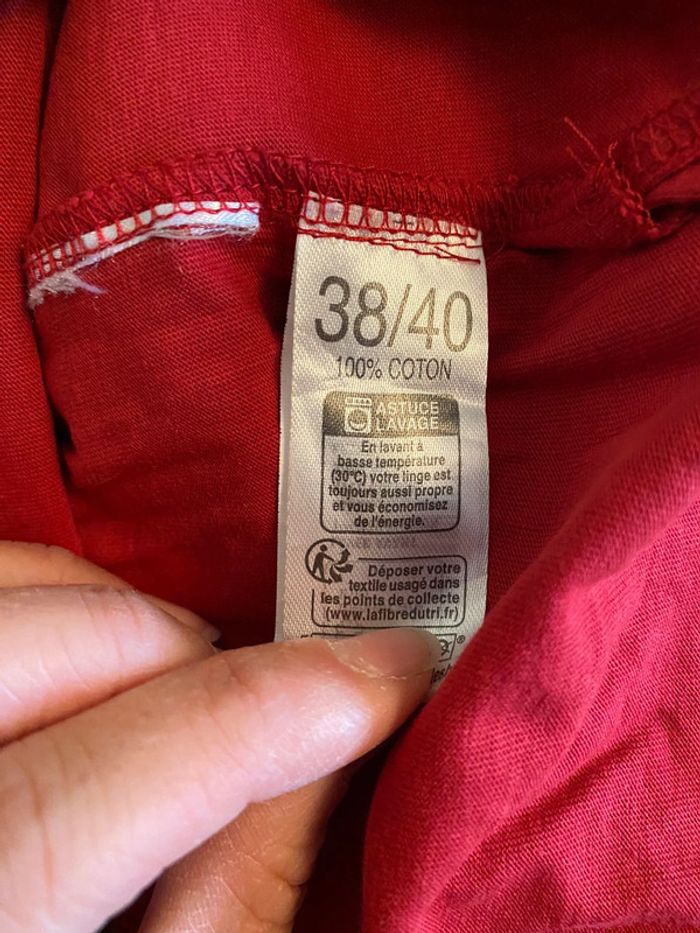 38/40
100% COTON
ASTUCE
LAVAGE
En lavant à
basse température
(30°C) votre linge est
toujours aussi propre
et vous économisez
de l'énergie.
Déposer votre
textile usagé dans
les points de collecte
(www.lafibredutri.fr)
®